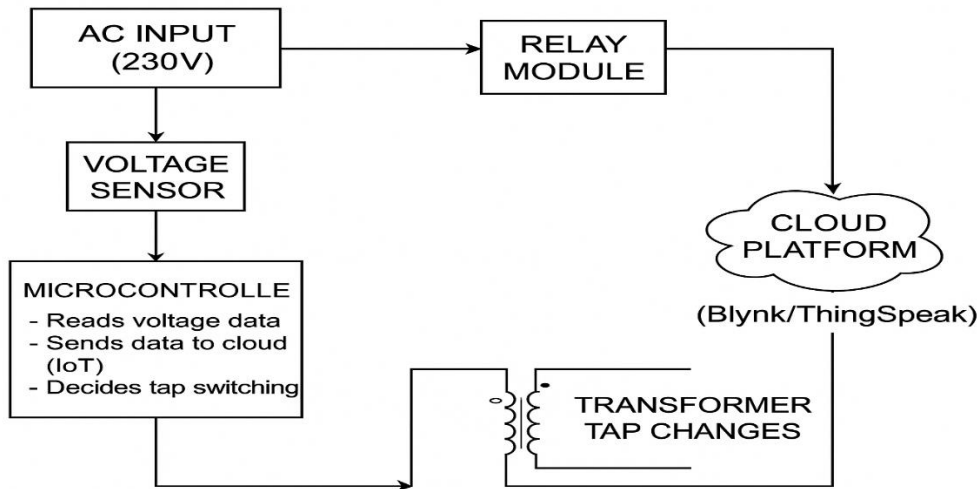 AC INPUT
(230V)
RELAY
MODULE
VOLTAGE
SENSOR
CLOUD
PLATFORM
(Blynk/ThingSpeak)
MICROCONTROLLE
- Reads voltage data
- Sends data to cloud
(IoT)
- Decides tap switching
TRANSFORMER
TAP CHANGES